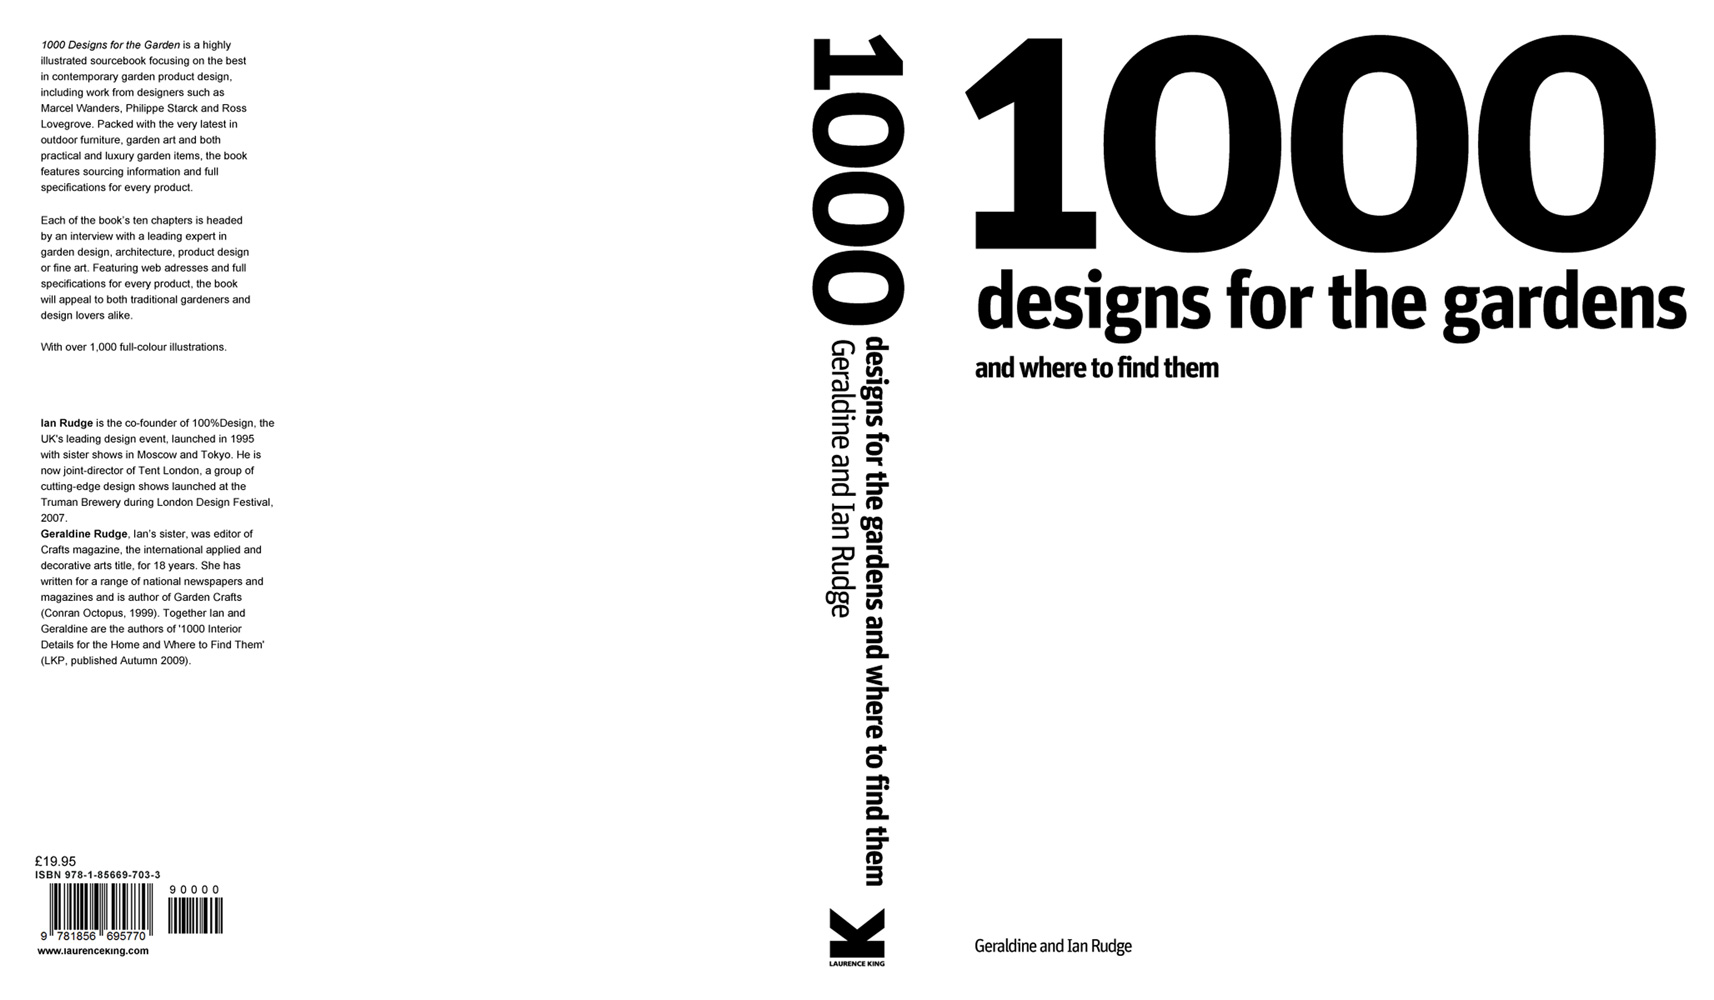 1000 Designs for the Garden is a highly
illustrated sourcebook focusing on the best
in contemporary garden product design,
including work from designers such as
Marcel Wanders, Philippe Starck and Ross
Lovegrove. Packed with the very latest in
outdoor furniture, garden art and both
practical and luxury garden items, the book
features sourcing information and full
specifications for every product.
Each of the book's ten chapters is headed
by an interview with a leading expert in
garden design, architecture, product design
or fine art. Featuring web adresses and full
specifications for every product, the book
will appeal to both traditional gardeners and
design lovers alike.
With over 1,000 full-colour illustrations.
Ian Rudge is the co-founder of 100%Design, the
UK's leading design event, launched in 1995
with sister shows in Moscow and Tokyo. He is
now joint-director of Tent London, a group of
cutting-edge design shows launched at the
Truman Brewery during London Design Festival,
2007.
Geraldine Rudge, Ian's sister, was editor of
Crafts magazine, the international applied and
decorative arts title, for 18 years. She has
written for a range of national newspapers and
magazines and is author of Garden Crafts
(Conran Octopus, 1999). Together Ian and
Geraldine are the authors of '1000 Interior
Details for the Home and Where to Find Them'
(LKP, published Autumn 2009).
£19.95
ISBN 978-1-85669-703-3
90000
9 781856 695770
www.laurenceking.com
1000
designs for the gardens and where to find them
Geraldine and Ian Rudge
K
LAURENCE KING
1000
designs for the gardens
and where to find them
Geraldine and Ian Rudge